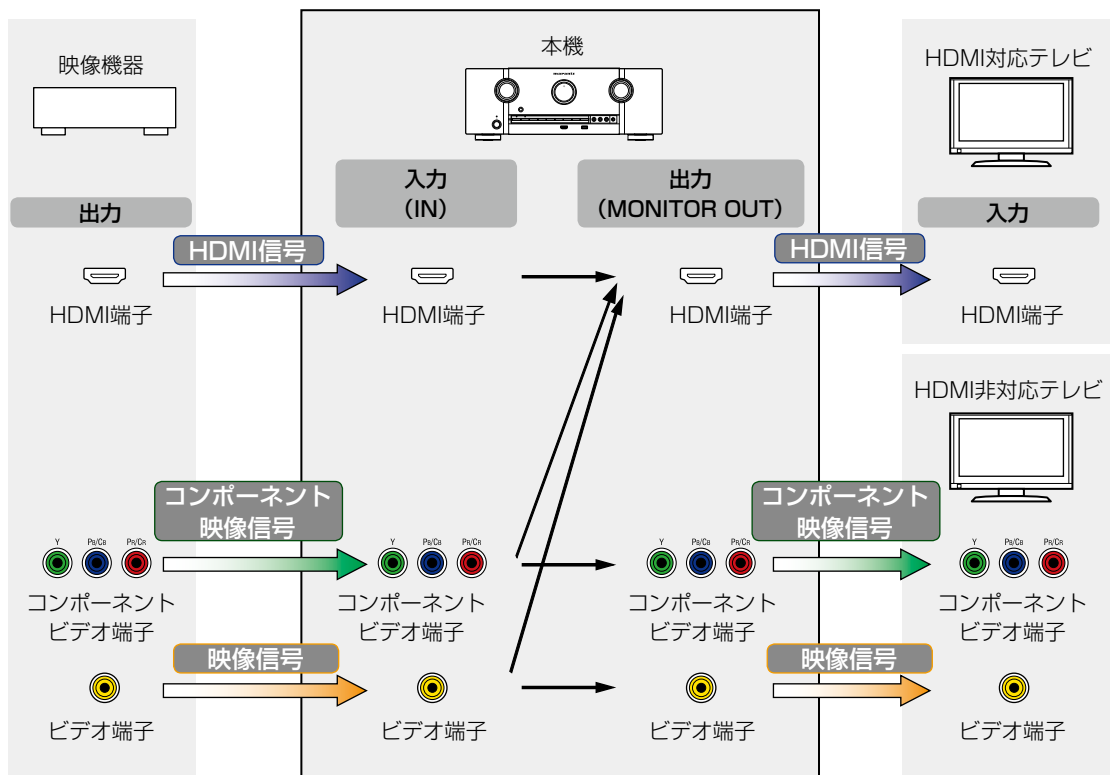 映像機器
本機
marantz
HDMI対応テレビ
出力
入力
(IN)
出力
(MONITOR OUT)
入力
HDMI信号
HDMI信号
HDMI端子
HDMI端子
HDMI端子
HDMI端子
HDMI非対応テレビ
コンポーネント
映像信号
コンポーネント
映像信号
Y PB/CB PR/CR
Y PB/CB PR/CR
Y PB/CB PR/CR
Y PB/CB PR/CR
コンポーネント
ビデオ端子
コンポーネント
ビデオ端子
コンポーネント
ビデオ端子
コンポーネント
ビデオ端子
映像信号
映像信号
ビデオ端子
ビデオ端子
ビデオ端子
ビデオ端子